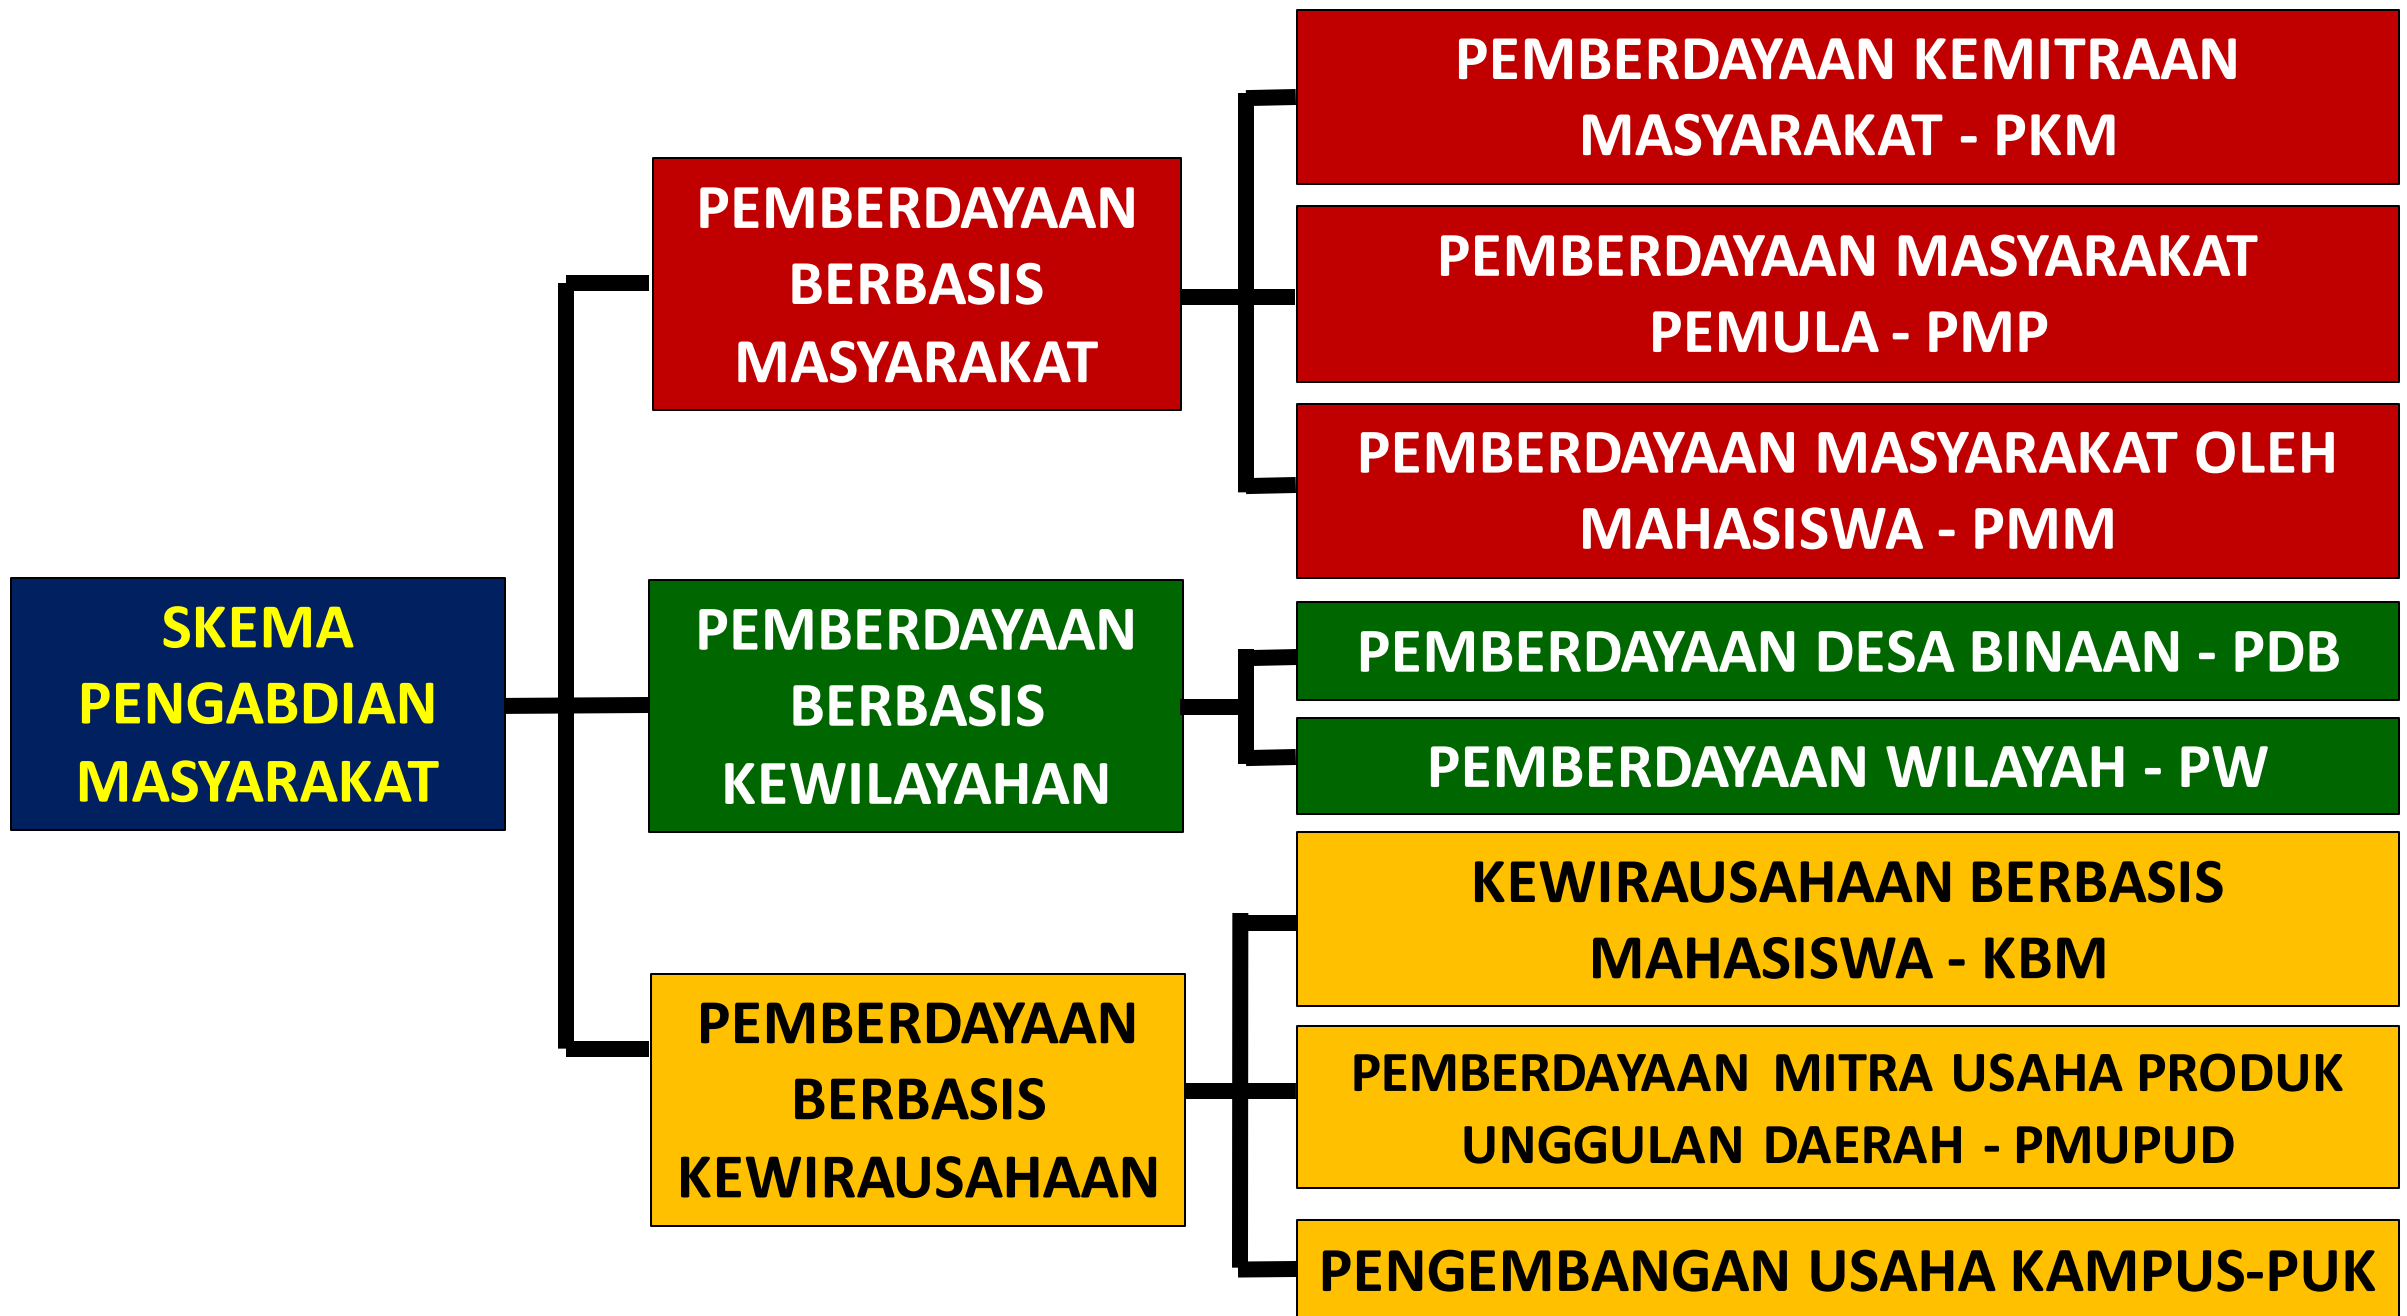 SKEMA
PENGABDIAN
MASYARAKAT
PEMBERDAYAAN
BERBASIS
MASYARAKAT
PEMBERDAYAAN KEMITRAAN
MASYARAKAT - PKM
PEMBERDAYAAN MASYARAKAT
PEMULA - PMP
PEMBERDAYAAN MASYARAKAT OLEH
MAHASISWA - PMM
PEMBERDAYAAN
BERBASIS
KEWILAYAHAN
PEMBERDAYAAN DESA BINAAN - PDB
PEMBERDAYAAN WILAYAH - PW
PEMBERDAYAAN
BERBASIS
KEWIRAUSAHAAN
KEWIRAUSAHAAN BERBASIS
MAHASISWA - KBM
PEMBERDAYAAN MITRA USAHA PRODUK
UNGGULAN DAERAH - PMUPUD
PENGEMBANGAN USAHA KAMPUS-PUK